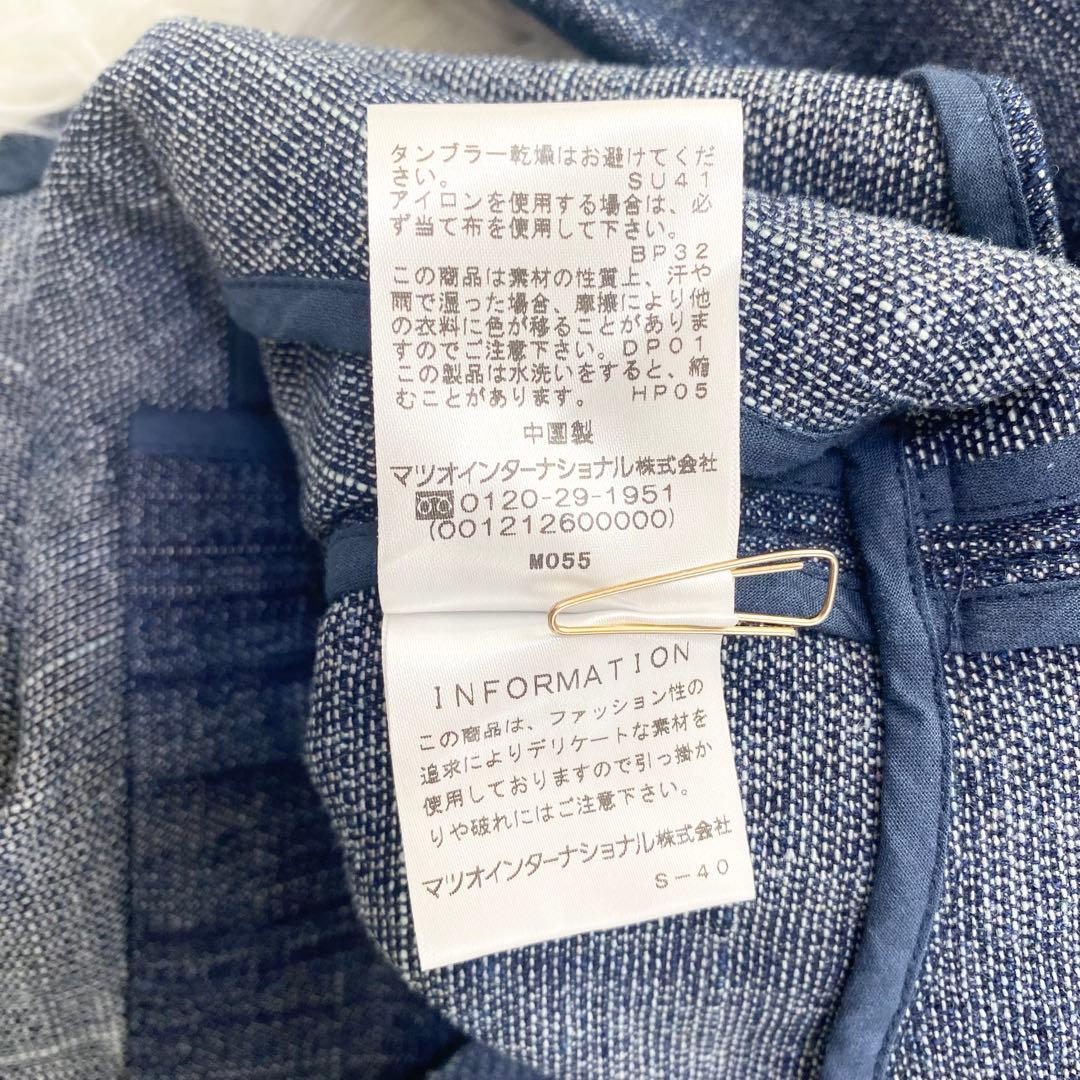 タンブラー乾燥はお避けてくだ
さい。 SU41
アイロンを使用する場合は、必
ず当て布を使用して下さい。
BP32
この商品は素材の性質上、汗や
雨で湿った場合、摩擦により他
の衣料に色が移ることがありま
すのでご注意下さい。DP01
この製品は水洗いをすると、縮
むことがあります。 HP05
中国製
マツオインターナショナル株式会社
0120-29-1951
(001212600000)
M055
INFORMATION
この商品は、ファッション性の
追求によりデリケートな素材を
使用しておりますので引っ掛か
りや破れにはご注意下さい。
マツオインターナショナル株式会社
S-40